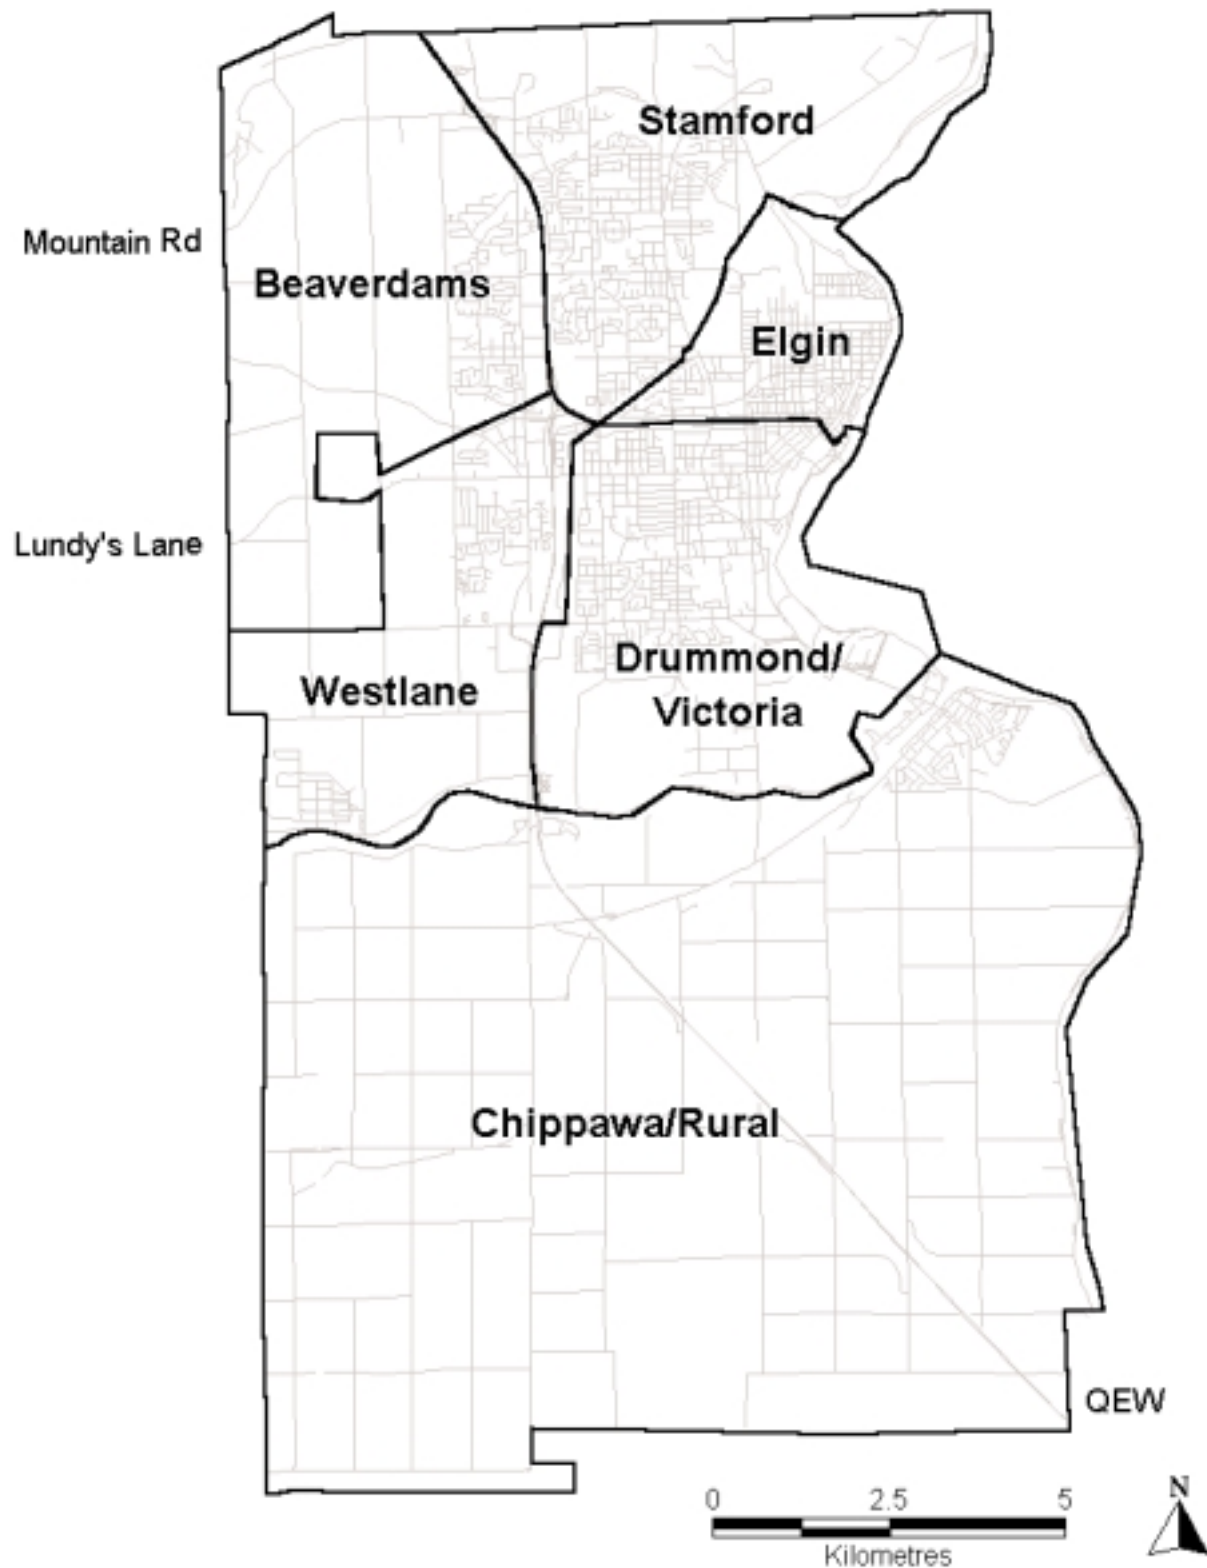 Stamford
Mountain Rd
Beaverdams
Elgin
Lundy's Lane
Drummond/
Victoria
Westlane
Chippawa/Rural
QEW
0 2.5 5
Kilometres
N